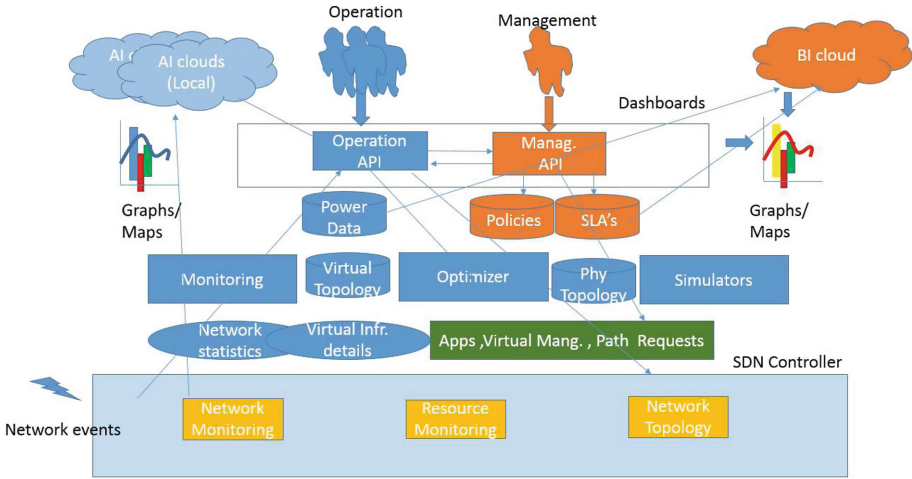 Operation
Management
AI c
AI clouds
(Local)
BI cloud
Dashboards
Operation
API
Manag.
API
Graphs/
Maps
Power
Data
Policies
SLA's
Graphs/
Maps
Monitoring
Virtual
Topology
Optimizer
Phy
Topology
Simulators
Network
statistics
Virtual Infr.
details
Apps ,Virtual Mang. , Path Requests
SDN Controller
Network events
Network
Monitoring
Resource
Monitoring
Network
Topology